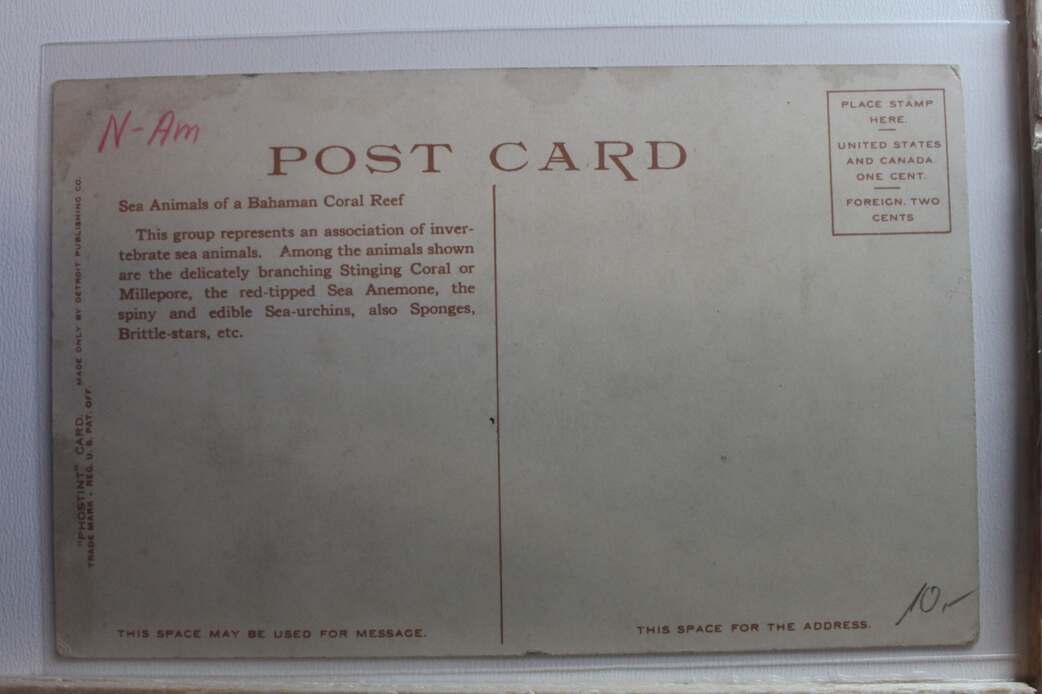 N-Am
POST CARD
PLACE STAMP
HERE.
UNITED STATES
AND CANADA
ONE CENT.
FOREIGN, TWO
CENTS
Sea Animals of a Bahaman Coral Reef
This group represents an association of inver-
tebrate sea animals. Among the animals shown
are the delicately branching Stinging Coral or
Millepore, the red-tipped Sea Anemone, the
spiny and edible Sea-urchins, also Sponges,
Brittle-stars, etc.
"PHOSTINT" CARD. MADE ONLY BY DETROIT PUBLISHING CO.
TRADE MARK - REG. U. S. PAT. OFF.
THIS SPACE MAY BE USED FOR MESSAGE.
THIS SPACE FOR THE ADDRESS.
10,-